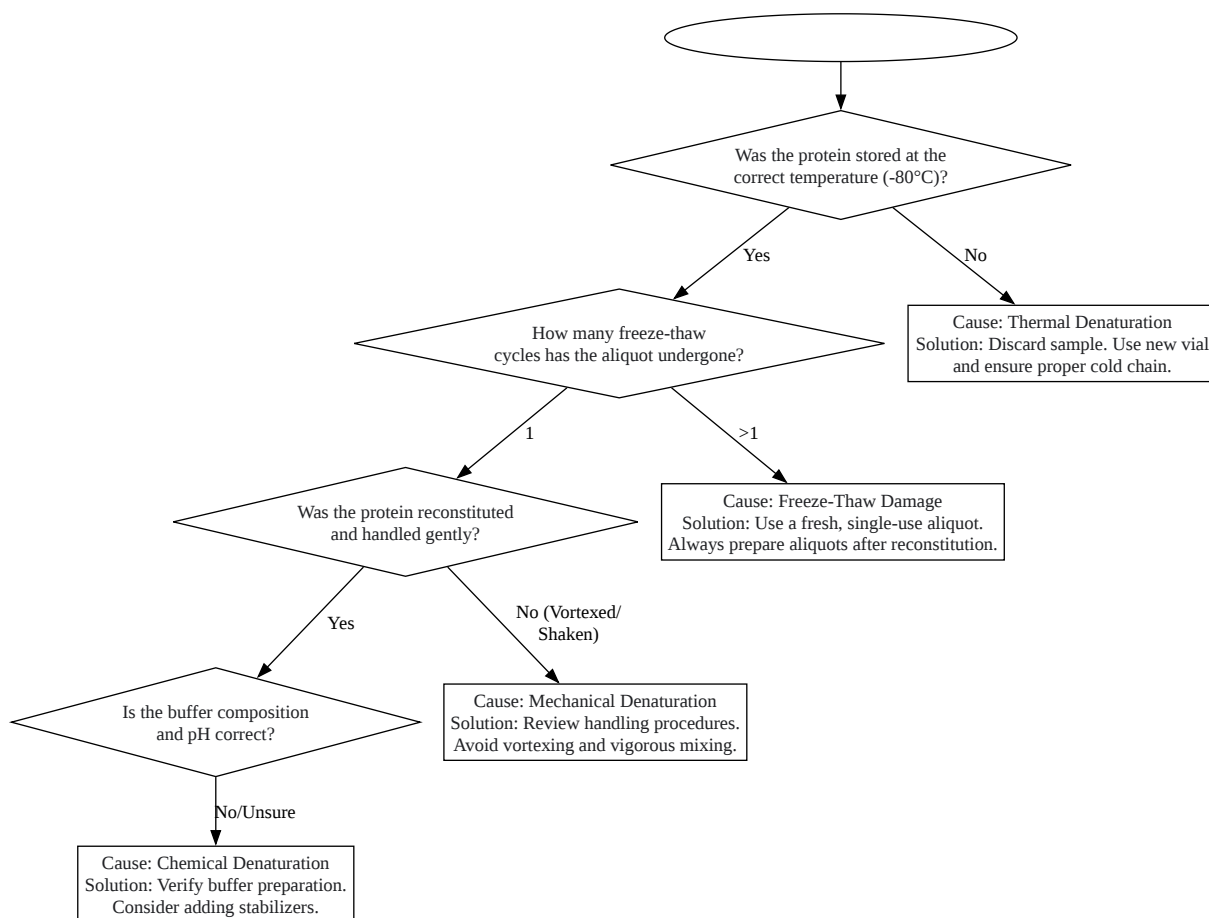 Was the protein stored at the
correct temperature (-80°C)?
Yes
No
How many freeze-thaw
cycles has the aliquot undergone?
Cause: Thermal Denaturation
Solution: Discard sample. Use new vial
and ensure proper cold chain.
1
>1
Was the protein reconstituted
and handled gently?
Cause: Freeze-Thaw Damage
Solution: Use a fresh, single-use aliquot.
Always prepare aliquots after reconstitution.
Yes
No (Vortexed/
Shaken)
Is the buffer composition
and pH correct?
Cause: Mechanical Denaturation
Solution: Review handling procedures.
Avoid vortexing and vigorous mixing.
No/Unsure
Cause: Chemical Denaturation
Solution: Verify buffer preparation.
Consider adding stabilizers.